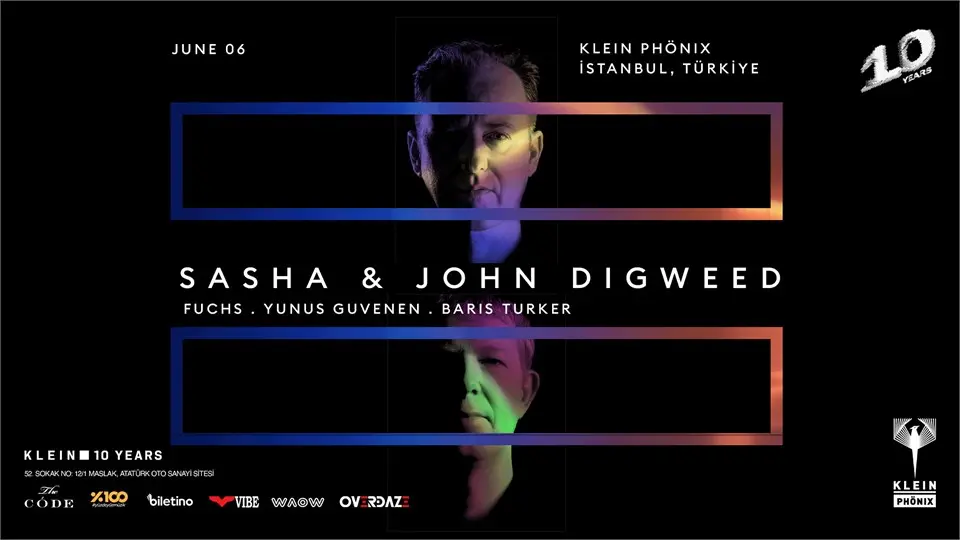 JUNE 06
KLEIN PHÖNIX
İSTANBUL, TÜRKİYE
10
YEARS
SASHA & JOHN DIGWEED
FUCHS . YUNUS GUVENEN . BARIS TURKER
KLEIN 10 YEARS
52. SOKAK NO: 12/1 MASLAK, ATATÜRK OTO SANAYİ SİTESİ
The
CODE
%100
#yüzdeyüzmüzik
biletino
VIBE
WAOW
OVERDAZE
KLEIN
PHÖNIX